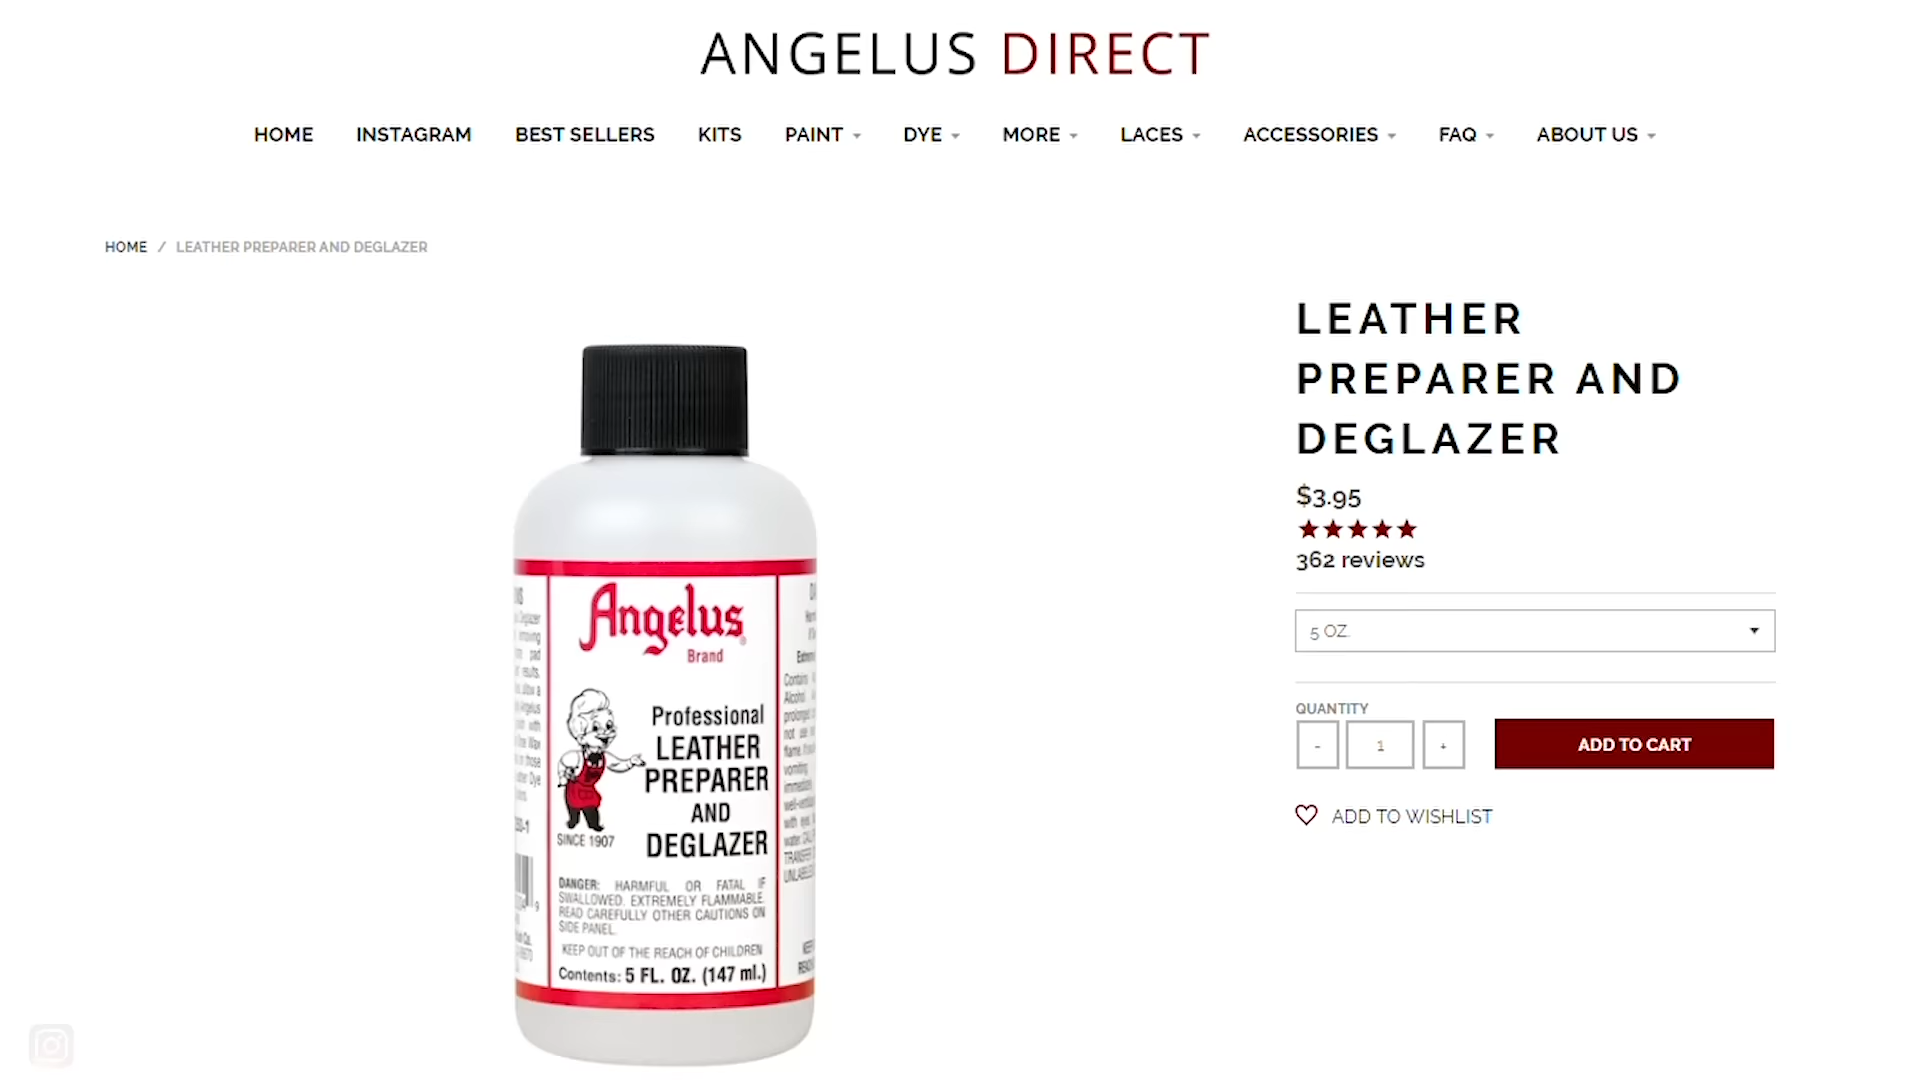 ANGELUS DIRECT
HOME INSTAGRAM BEST SELLERS KITS PAINT DYE MORE LACES ACCESSORIES FAQ ABOUT US
HOME / LEATHER PREPARER AND DEGLAZER
LEATHER
PREPARER AND
DEGLAZER
$3.95
362 reviews
5 OZ.
QUANTITY
- 1 + ADD TO CART
ADD TO WISHLIST
Angelus
Brand
Professional
LEATHER
PREPARER
AND
DEGLAZER
SINCE 1907
DANGER: HARMFUL OR FATAL IF
SWALLOWED. EXTREMELY FLAMMABLE.
READ CAREFULLY OTHER CAUTIONS ON
SIDE PANEL.
KEEP OUT OF THE REACH OF CHILDREN
Contents: 5 FL. OZ. (147 ml.)